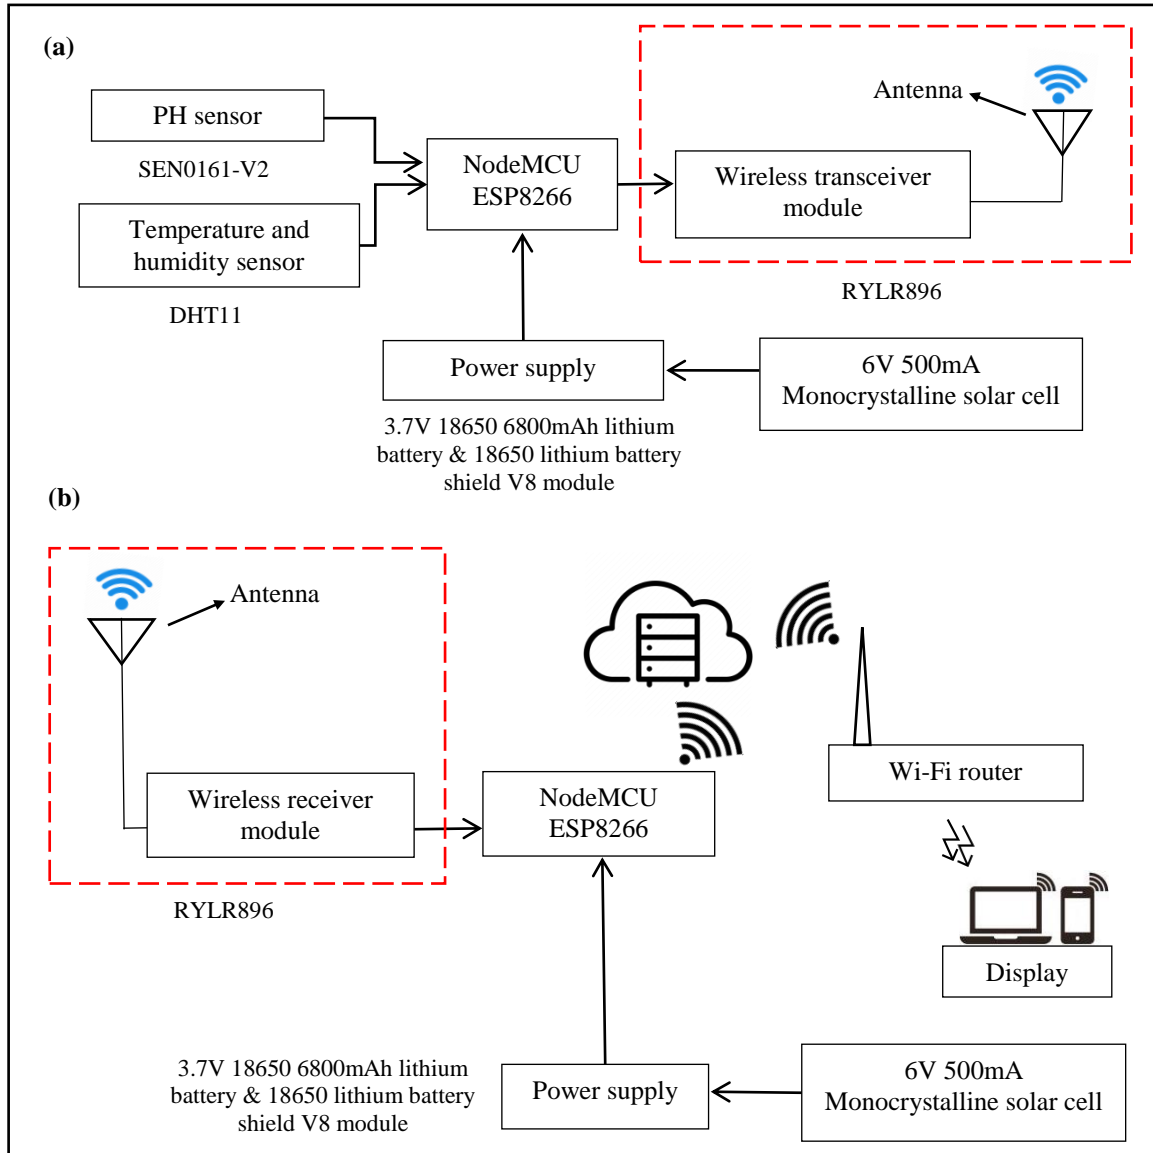 (a)
PH sensor
SEN0161-V2
Temperature and
humidity sensor
DHT11
NodeMCU
ESP8266
Antenna
Wireless transceiver
module
RYLR896
Power supply
3.7V 18650 6800mAh lithium
battery & 18650 lithium battery
shield V8 module
6V 500mA
Monocrystalline solar cell
(b)
Antenna
Wireless receiver
module
RYLR896
NodeMCU
ESP8266
Wi-Fi router
Display
3.7V 18650 6800mAh lithium
battery & 18650 lithium battery
shield V8 module
Power supply
6V 500mA
Monocrystalline solar cell